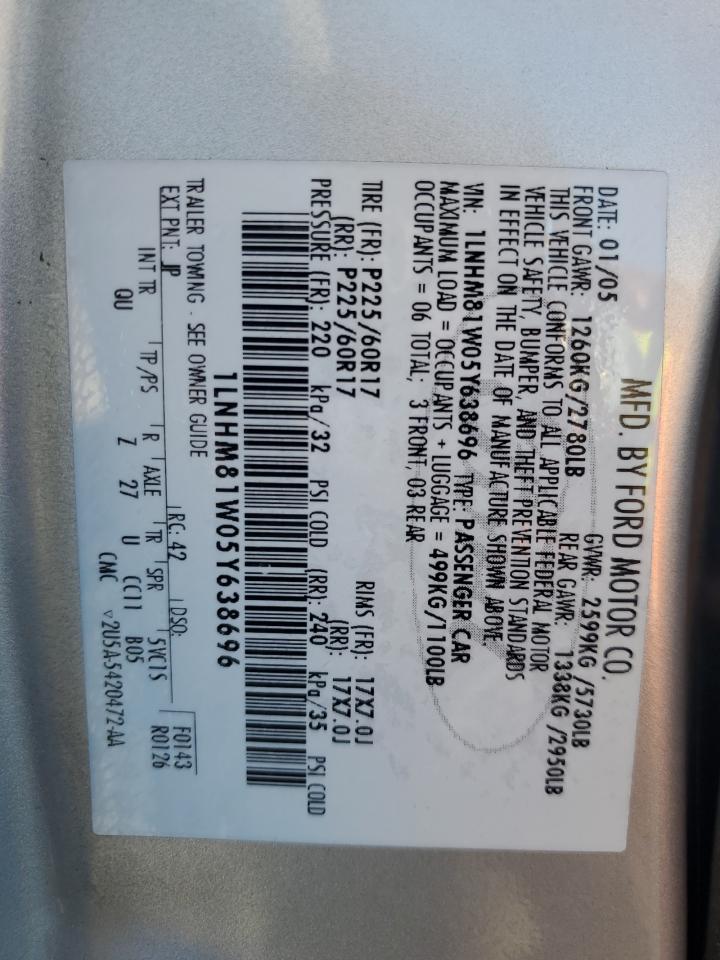 MFD. BY FORD MOTOR CO.
DATE: 01/05 GVWR: 2599KG /5730LB
FRONT GAWR: 1260KG/2780LB REAR GAWR: 1338KG /2950LB
THIS VEHICLE CONFORMS TO ALL APPLICABLE FEDERAL MOTOR
VEHICLE SAFETY, BUMPER, AND THEFT PREVENTION STANDARDS
IN EFFECT ON THE DATE OF MANUFACTURE SHOWN ABOVE.
VIN: 1LNHM81W05Y638696 TYPE: PASSENGER CAR
MAXIMUM LOAD = OCCUPANTS + LUGGAGE = 499KG/1100LB
OCCUPANTS = 06 TOTAL; 3 FRONT, 03 REAR
TIRE (FR): P225/60R17 RIMS (FR): 17X7.0J
(RR): P225/60R17 (RR): 17X7.0J
PRESSURE (FR): 220 kPa/32 PSI COLD (RR): 240 kPa/35 PSI COLD
1LNHM81W05Y638696
TRAILER TOWING - SEE OWNER GUIDE
EXT PNT: JP RC: 42 DSO: F0143
R0126
INT TR TP/PS R AXLE TR SPR 5VC15
QU Z 27 U CC11 B05
CMC 2U5A-5420472-AA